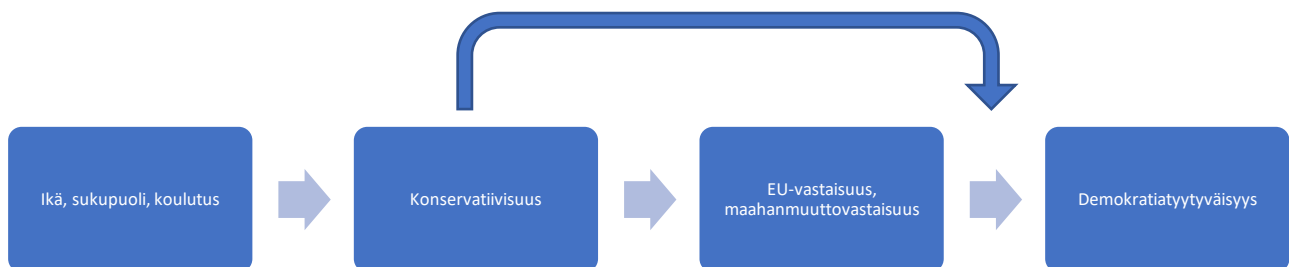 Ikä, sukupuoli, koulutus
Konservatiivisuus
EU-vastaisuus,
maahanmuuttovastaisuus
Demokratiatyytyväisyys